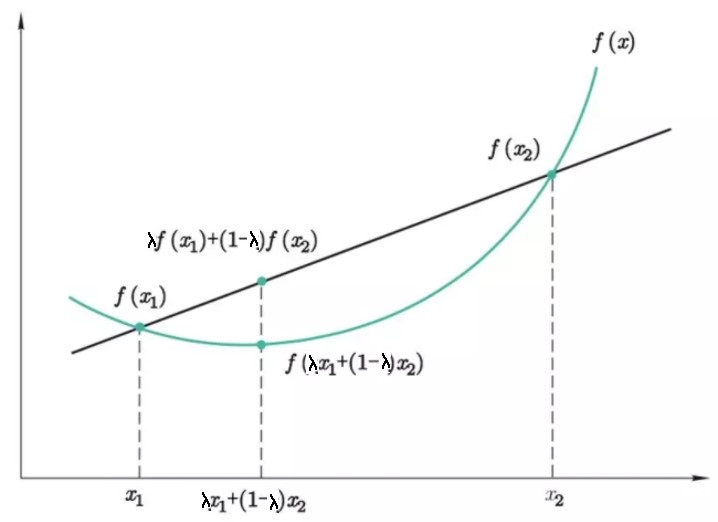 f(x)
f(x₂)
λf(x₁)+(1-λ)f(x₂)
f(x₁)
f(λx₁+(1-λ)x₂)
x₁
λx₁+(1-λ)x₂
x₂